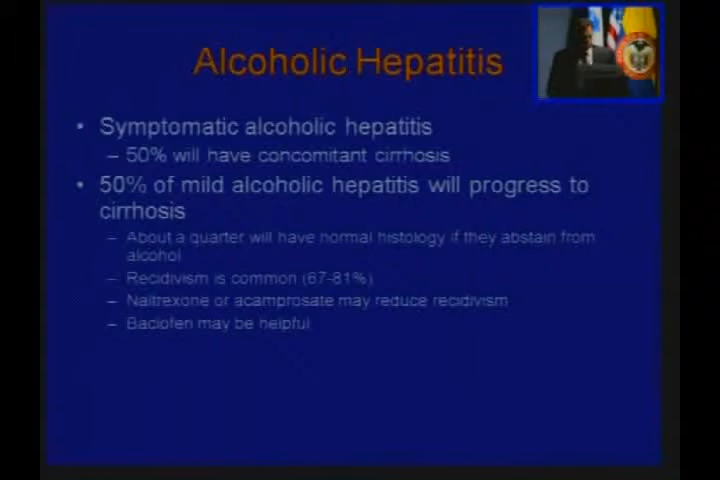 Alcoholic Hepatitis
• Symptomatic alcoholic hepatitis
– 50% will have concomitant cirrhosis
• 50% of mild alcoholic hepatitis will progress to
cirrhosis
– About a quarter will have normal histology if they abstain from
alcohol
– Recidivism is common (67-81%)
– Naltrexone or acamprosate may reduce recidivism
– Baclofen may be helpful